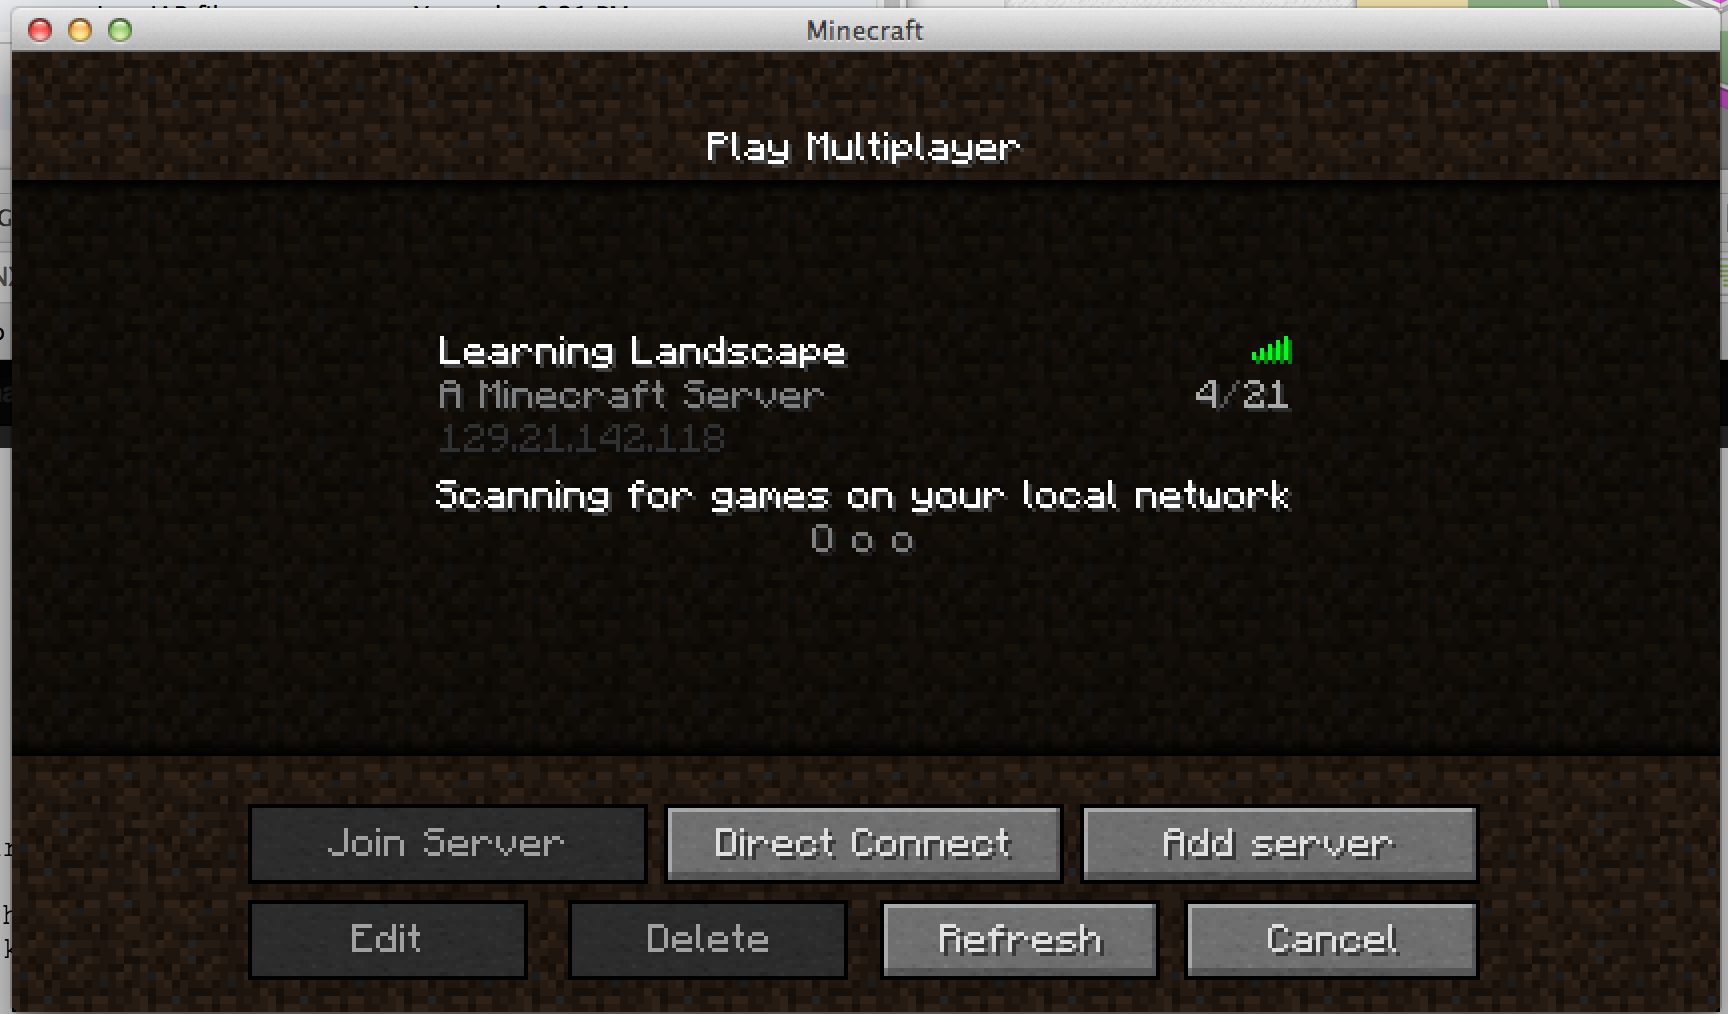 Minecraft
Play Multiplayer
Learning Landscape
A Minecraft Server 4/21
129.21.142.118
Scanning for games on your local network
O o o
Join Server Direct Connect Add server
Edit Delete Refresh Cancel